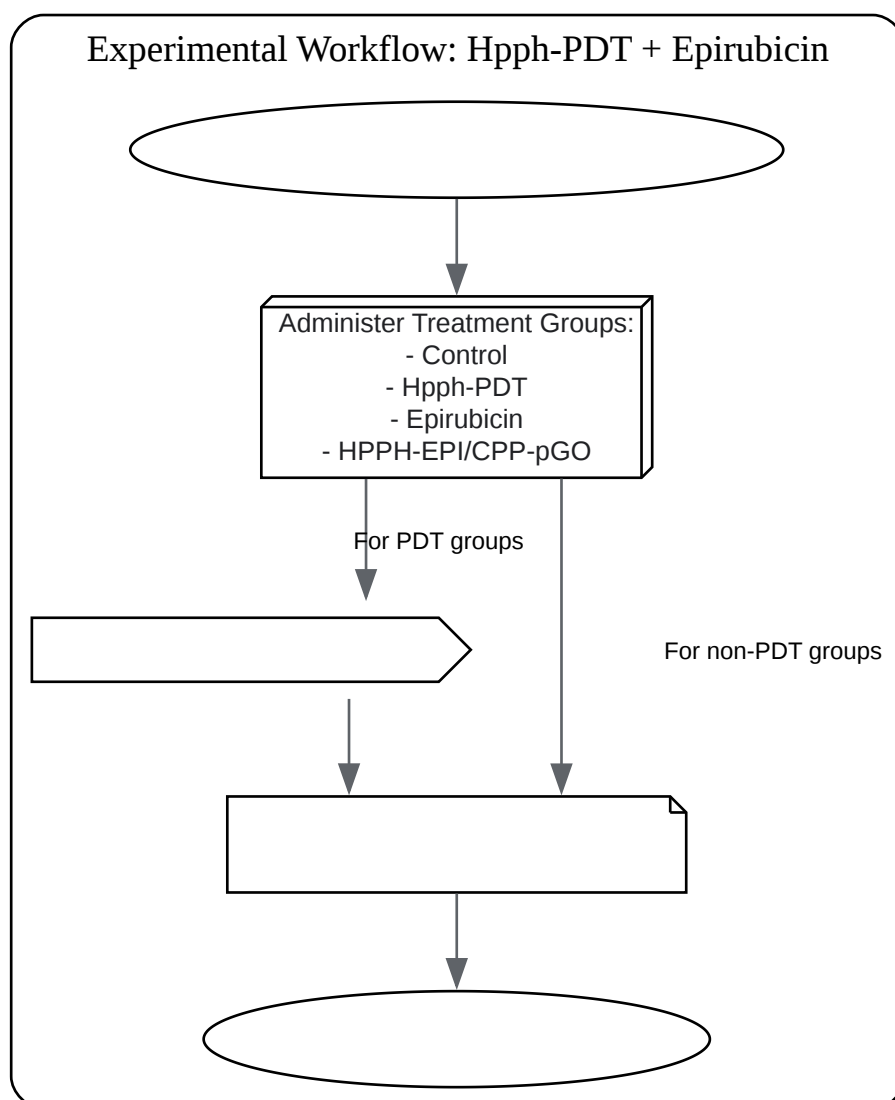 Experimental Workflow: Hpph-PDT + Epirubicin
Administer Treatment Groups:
- Control
- Hpph-PDT
- Epirubicin
- HPPH-EPI/CPP-pGO
For PDT groups
For non-PDT groups